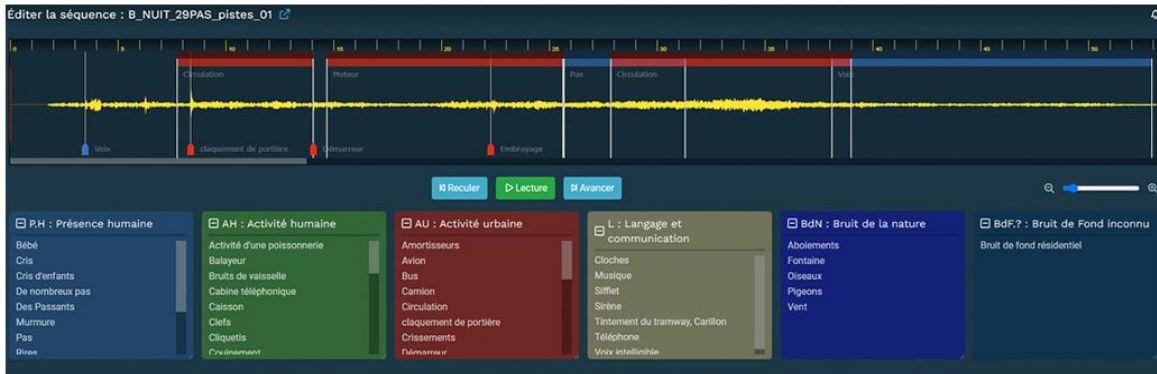 Éditer la séquence : B_NUIT_29PAS_pistes_01
0 5 10 15 20 25 30 35 40 45 50
Circulation Moteur Pas Circulation Voix
Voix claquement de portière Démarreur Embrayage
Reculer Lecture Avancer
P.H : Présence humaine
Bébé
Cris
Cris d'enfants
De nombreux pas
Des Passants
Murmure
Pas
Rires
AH : Activité humaine
Activité d'une poissonnerie
Balayeur
Bruits de vaisselle
Cabine téléphonique
Caisson
Clefs
Cliquetis
Couinement
AU : Activité urbaine
Amortisseurs
Avion
Bus
Camion
Circulation
claquement de portière
Crissements
Démarreur
L : Langage et
communication
Cloches
Musique
Sifflet
Sirène
Tintement du tramway, Carillon
Téléphone
Voix intelligible
BdN : Bruit de la nature
Aboiements
Fontaine
Oiseaux
Pigeons
Vent
BdF.? : Bruit de Fond inconnu
Bruit de fond résidentiel